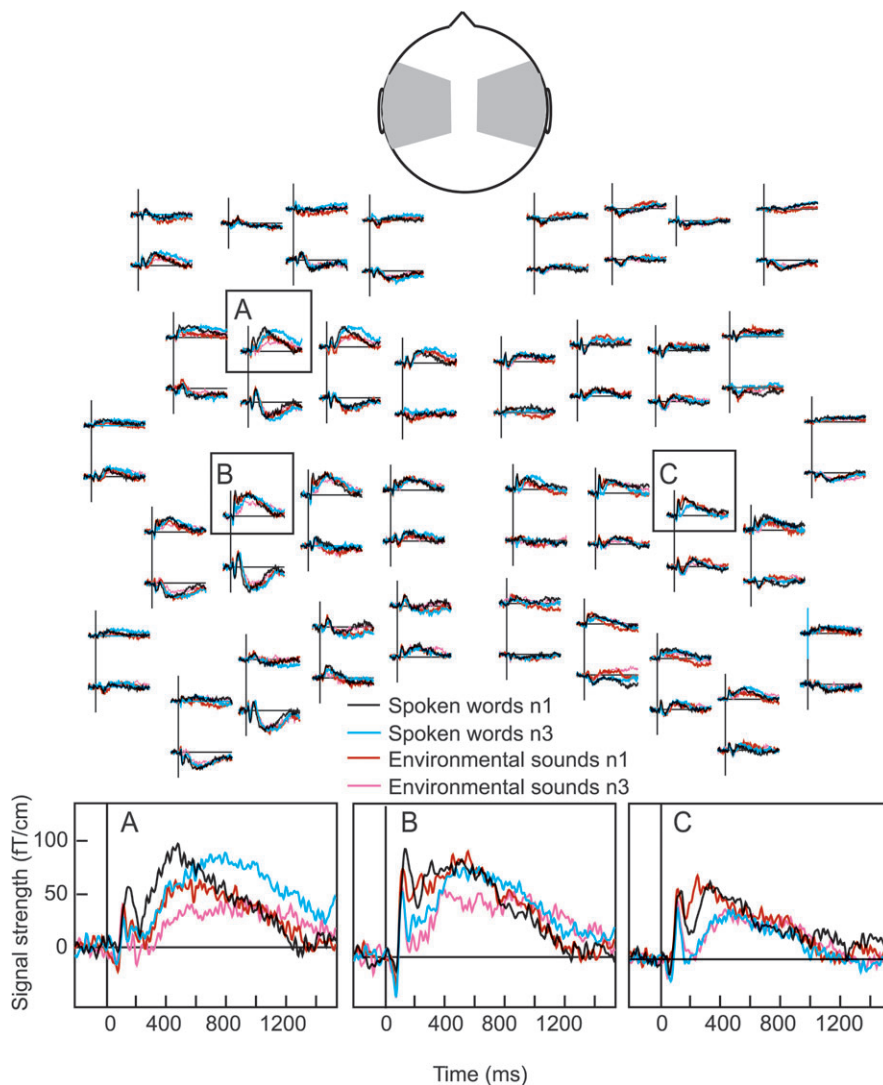 A
B
C
Spoken words n1
Spoken words n3
Environmental sounds n1
Environmental sounds n3
A B C
Signal strength (fT/cm)
100
50
0
0 400 800 1200 0 400 800 1200 0 400 800 1200
Time (ms)